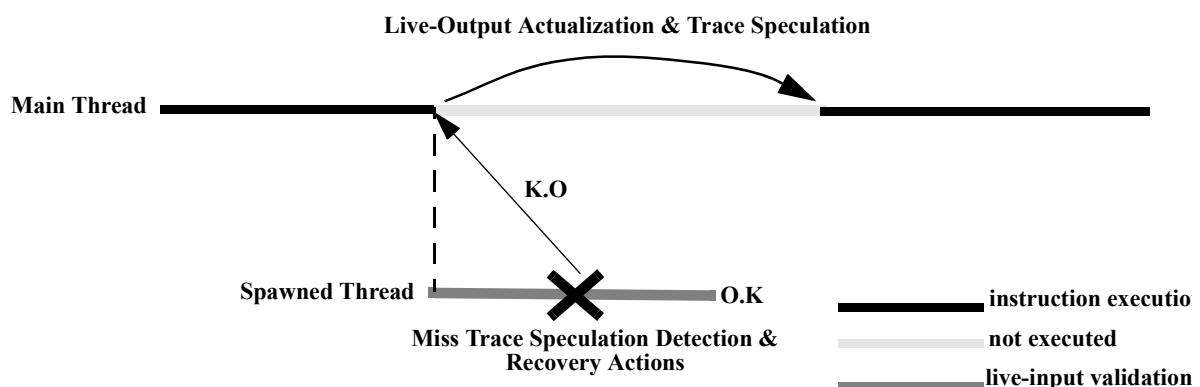 Live-Output Actualization & Trace Speculation
Main Thread
K.O
Spawned Thread
O.K
Miss Trace Speculation Detection &
Recovery Actions
instruction execution
not executed
live-input validation